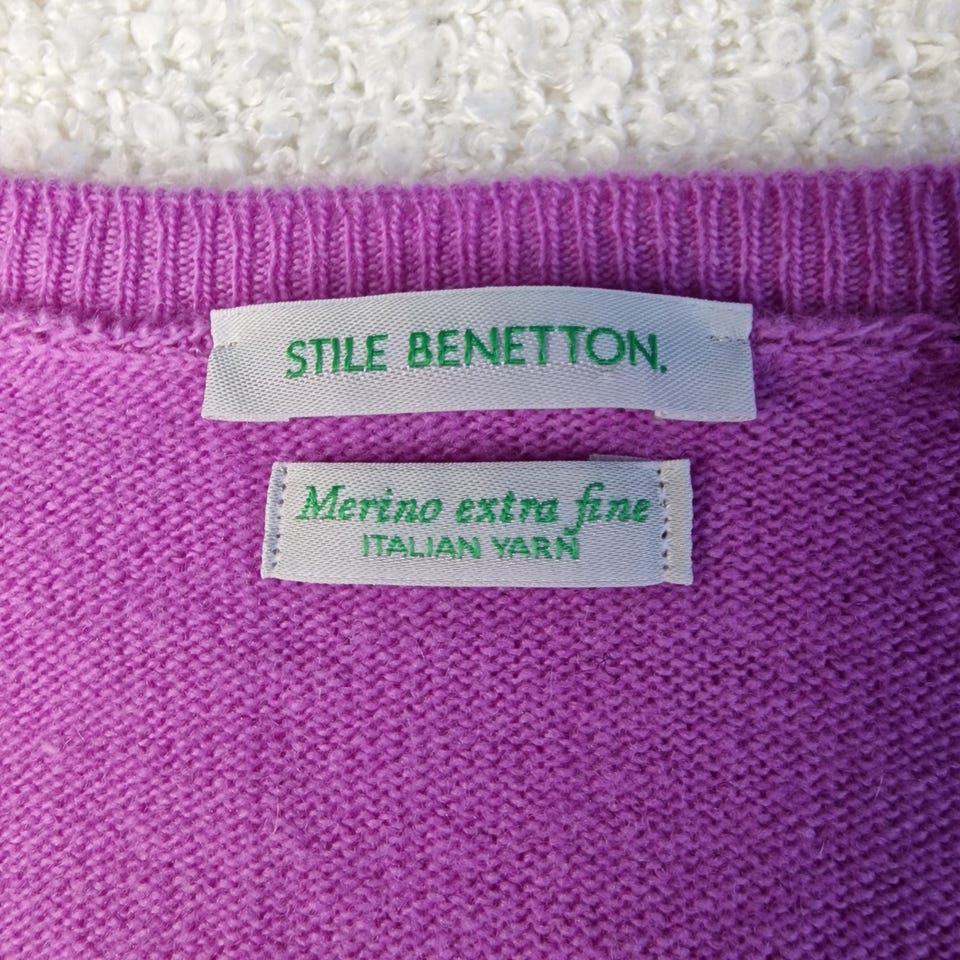 STILE BENETTON.
Merino extra fine
ITALIAN YARN